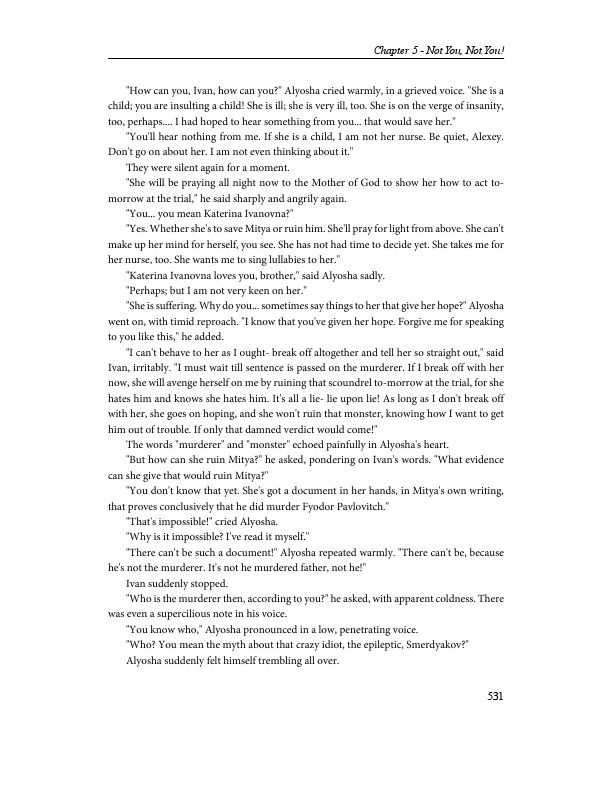 Chapter 5 - Not You, Not You!
"How can you, Ivan, how can you?" Alyosha cried warmly, in a grieved voice. "She is a
child; you are insulting a child! She is ill; she is very ill, too. She is on the verge of insanity,
too, perhaps.... I had hoped to hear something from you... that would save her."
"You'll hear nothing from me. If she is a child, I am not her nurse. Be quiet, Alexey.
Don't go on about her. I am not even thinking about it."
They were silent again for a moment.
"She will be praying all night now to the Mother of God to show her how to act to-
morrow at the trial," he said sharply and angrily again.
"You... you mean Katerina Ivanovna?"
"Yes. Whether she's to save Mitya or ruin him. She'll pray for light from above. She can't
make up her mind for herself, you see. She has not had time to decide yet. She takes me for
her nurse, too. She wants me to sing lullabies to her."
"Katerina Ivanovna loves you, brother," said Alyosha sadly.
"Perhaps; but I am not very keen on her."
"She is suffering. Why do you... sometimes say things to her that give her hope?" Alyosha
went on, with timid reproach. "I know that you've given her hope. Forgive me for speaking
to you like this," he added.
"I can't behave to her as I ought- break off altogether and tell her so straight out," said
Ivan, irritably. "I must wait till sentence is passed on the murderer. If I break off with her
now, she will avenge herself on me by ruining that scoundrel to-morrow at the trial, for she
hates him and knows she hates him. It's all a lie- lie upon lie! As long as I don't break off
with her, she goes on hoping, and she won't ruin that monster, knowing how I want to get
him out of trouble. If only that damned verdict would come!"
The words "murderer" and "monster" echoed painfully in Alyosha's heart.
"But how can she ruin Mitya?" he asked, pondering on Ivan's words. "What evidence
can she give that would ruin Mitya?"
"You don't know that yet. She's got a document in her hands, in Mitya's own writing,
that proves conclusively that he did murder Fyodor Pavlovitch."
"That's impossible!" cried Alyosha.
"Why is it impossible? I've read it myself."
"There can't be such a document!" Alyosha repeated warmly. "There can't be, because
he's not the murderer. It's not he murdered father, not he!"
Ivan suddenly stopped.
"Who is the murderer then, according to you?" he asked, with apparent coldness. There
was even a supercilious note in his voice.
"You know who," Alyosha pronounced in a low, penetrating voice.
"Who? You mean the myth about that crazy idiot, the epileptic, Smerdyakov?"
Alyosha suddenly felt himself trembling all over.
531